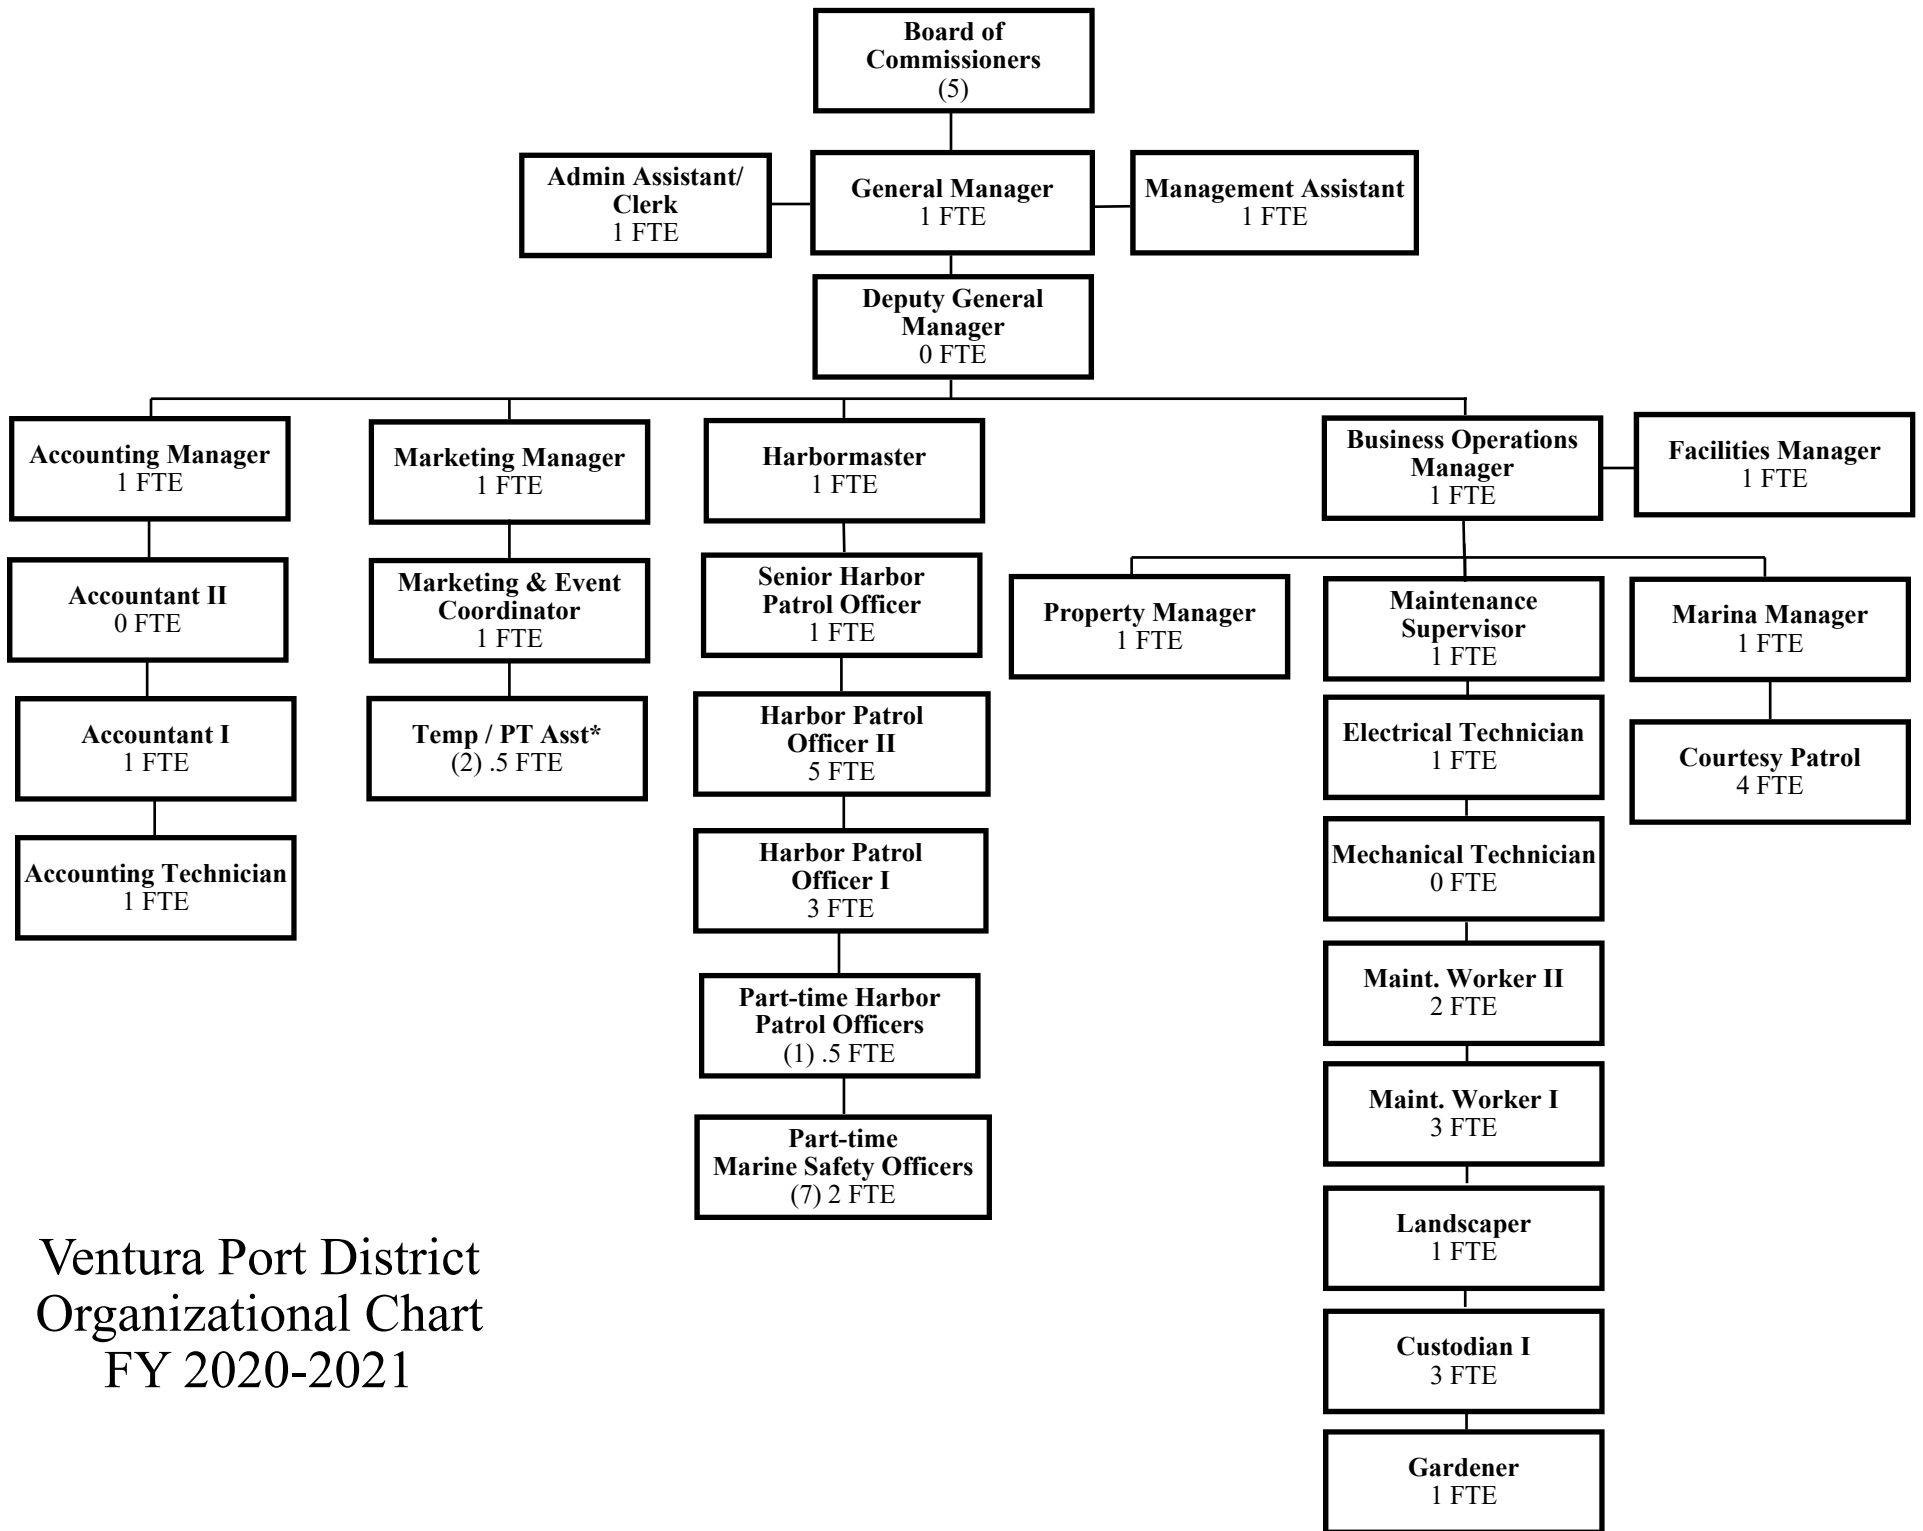 Board of
Commissioners
(5)
Admin Assistant/
Clerk
1 FTE
General Manager
1 FTE
Management Assistant
1 FTE
Deputy General
Manager
0 FTE
Accounting Manager
1 FTE
Marketing Manager
1 FTE
Harbormaster
1 FTE
Business Operations
Manager
1 FTE
Facilities Manager
1 FTE
Accountant II
0 FTE
Marketing & Event
Coordinator
1 FTE
Senior Harbor
Patrol Officer
1 FTE
Property Manager
1 FTE
Maintenance
Supervisor
1 FTE
Marina Manager
1 FTE
Accountant I
1 FTE
Temp / PT Asst*
(2) .5 FTE
Harbor Patrol
Officer II
5 FTE
Electrical Technician
1 FTE
Courtesy Patrol
4 FTE
Accounting Technician
1 FTE
Harbor Patrol
Officer I
3 FTE
Mechanical Technician
0 FTE
Part-time Harbor
Patrol Officers
(1) .5 FTE
Maint. Worker II
2 FTE
Part-time
Marine Safety Officers
(7) 2 FTE
Maint. Worker I
3 FTE
Landscaper
1 FTE
Custodian I
3 FTE
Gardener
1 FTE
Ventura Port District
Organizational Chart
FY 2020-2021